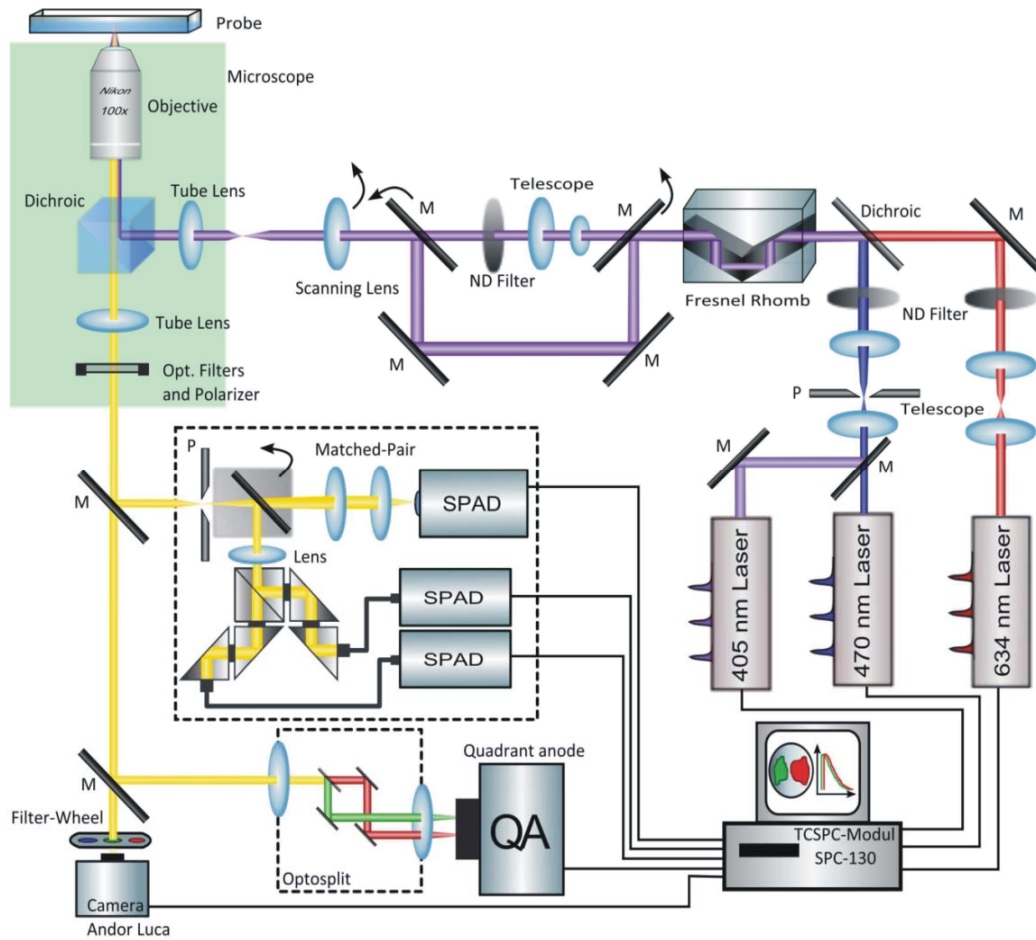 Probe
Microscope
Nikon
100x
Objective
Dichroic
Tube Lens
Tube Lens
Opt. Filters
and Polarizer
Scanning Lens
M
ND Filter
Telescope
M
M
M
Fresnel Rhomb
Dichroic
M
ND Filter
P
Telescope
M
M
405 nm Laser
470 nm Laser
634 nm Laser
M
P
Matched-Pair
SPAD
Lens
SPAD
SPAD
M
Filter-Wheel
Camera
Andor Luca
Optosplit
Quadrant anode
QA
TCSPC-Modul
SPC-130